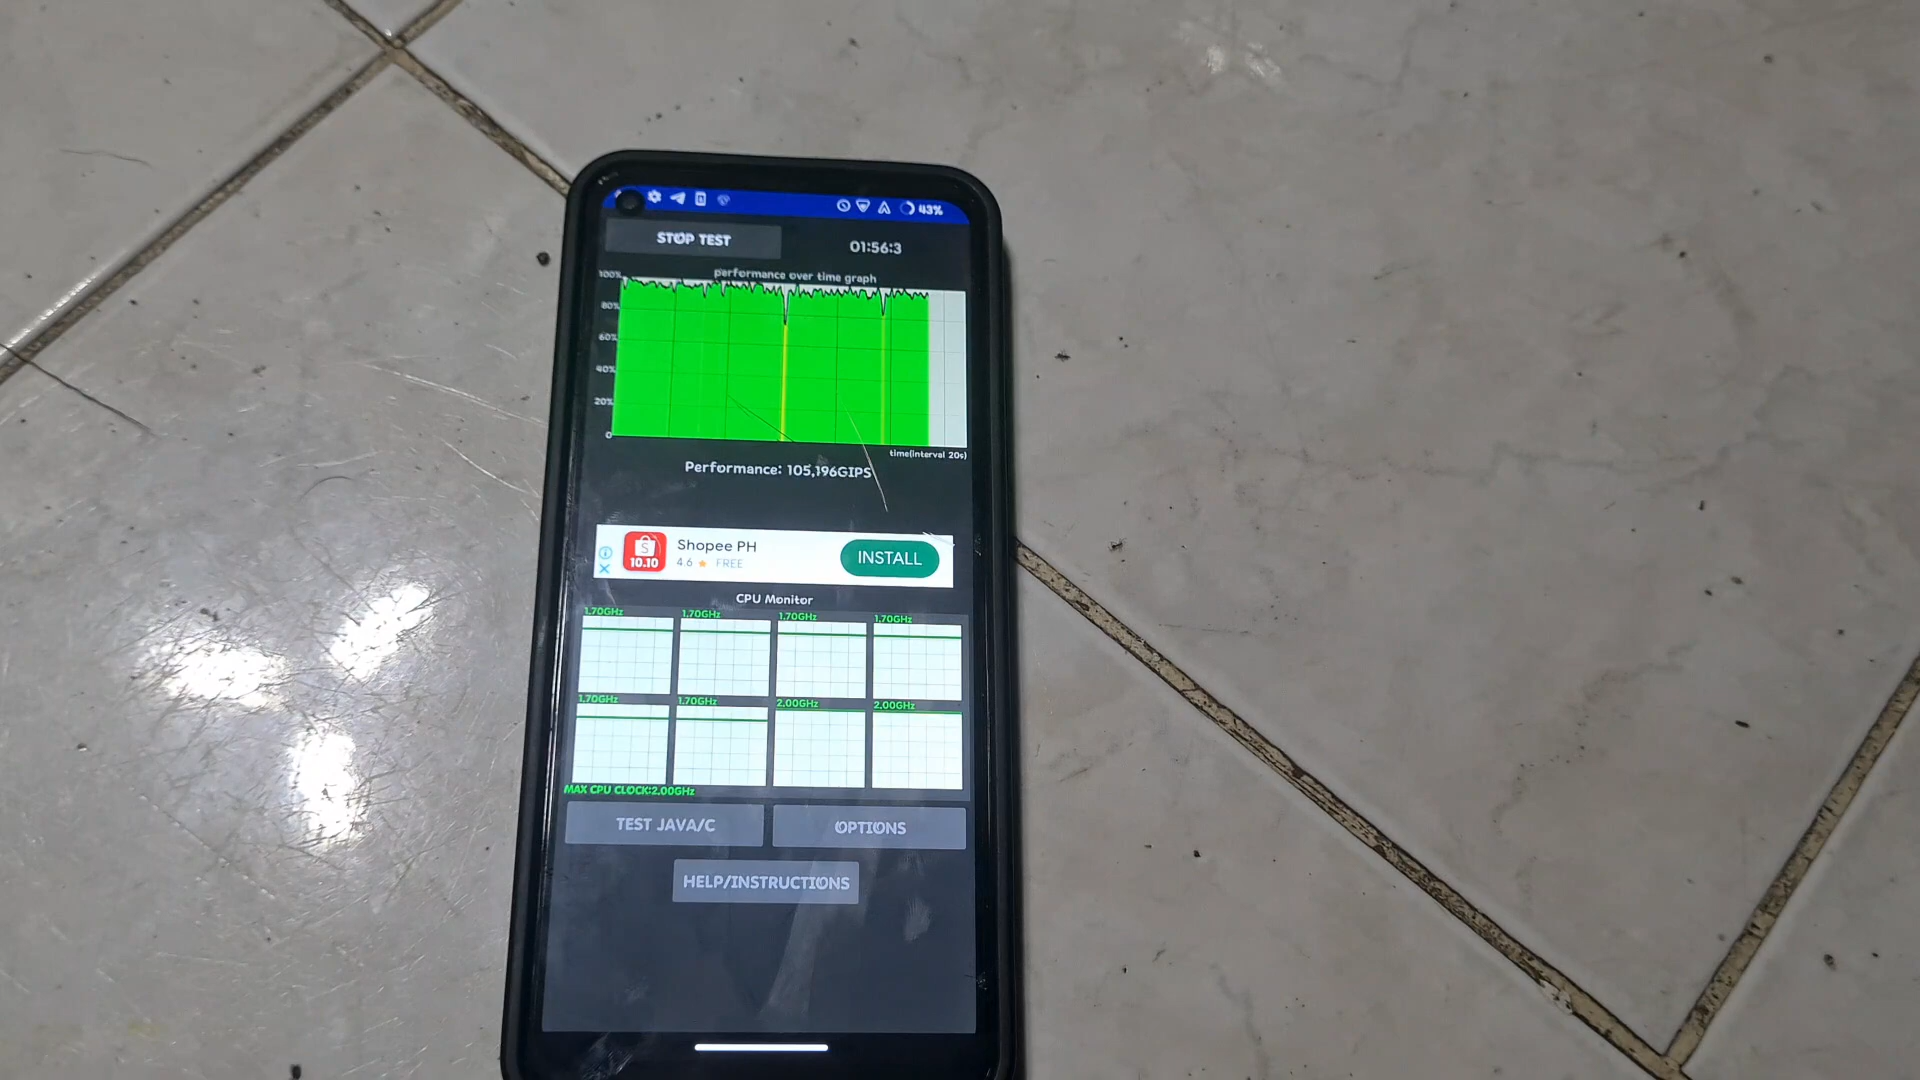 43%
STOP TEST 01:56:3
performance over time graph
100%
80%
60%
40%
20%
0
time(interval 20s)
Performance: 105,196GIPS
Shopee PH
4.6 ★ FREE
10.10
INSTALL
CPU Monitor
1.70GHz 1.70GHz 1.70GHz 1.70GHz
1.70GHz 1.70GHz 2.00GHz 2.00GHz
MAX CPU CLOCK:2.00GHz
TEST JAVA/C OPTIONS
HELP/INSTRUCTIONS